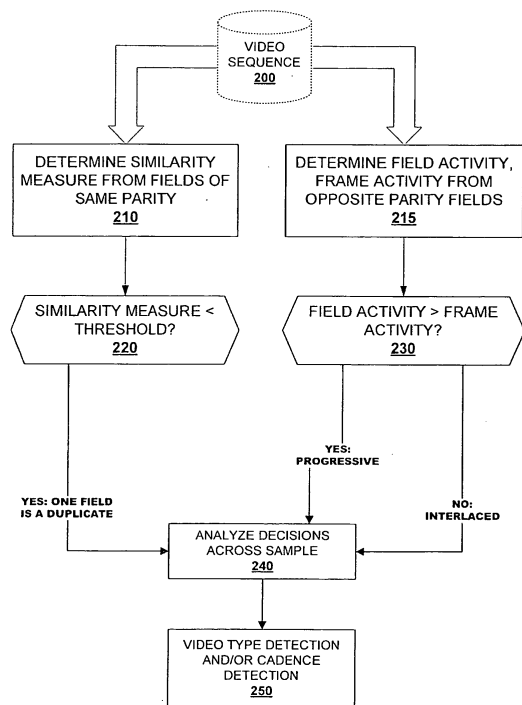 VIDEO
SEQUENCE
200
DETERMINE SIMILARITY
MEASURE FROM FIELDS OF
SAME PARITY
210
DETERMINE FIELD ACTIVITY,
FRAME ACTIVITY FROM
OPPOSITE PARITY FIELDS
215
SIMILARITY MEASURE <
THRESHOLD?
220
FIELD ACTIVITY > FRAME
ACTIVITY?
230
YES:
PROGRESSIVE
YES: ONE FIELD
IS A DUPLICATE
NO:
INTERLACED
ANALYZE DECISIONS
ACROSS SAMPLE
240
VIDEO TYPE DETECTION
AND/OR CADENCE
DETECTION
250